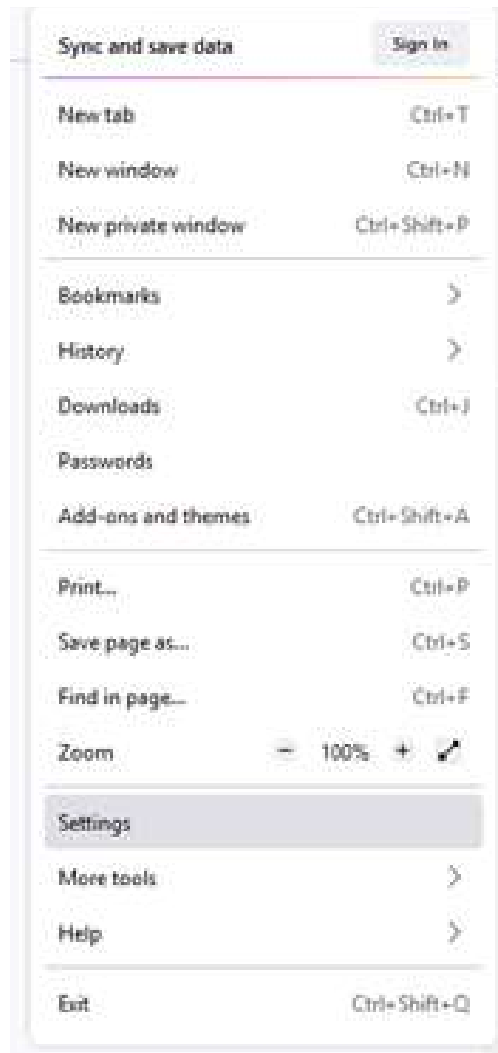 Sync and save data Sign In
New tab Ctrl+T
New window Ctrl+N
New private window Ctrl+Shift+P
Bookmarks
History
Downloads Ctrl+J
Passwords
Add-ons and themes Ctrl+Shift+A
Print... Ctrl+P
Save page as... Ctrl+S
Find in page... Ctrl+F
Zoom − 100% +
Settings
More tools
Help
Exit Ctrl+Shift+Q